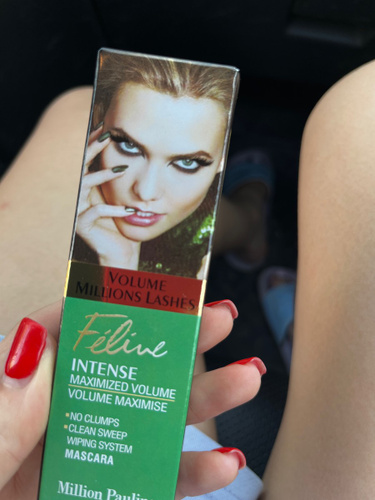 VOLUME
MILLIONS LASHES
Féline
INTENSE
MAXIMIZED VOLUME
VOLUME MAXIMISE
•NO CLUMPS
•CLEAN SWEEP
WIPING SYSTEM
MASCARA
Million Pauline